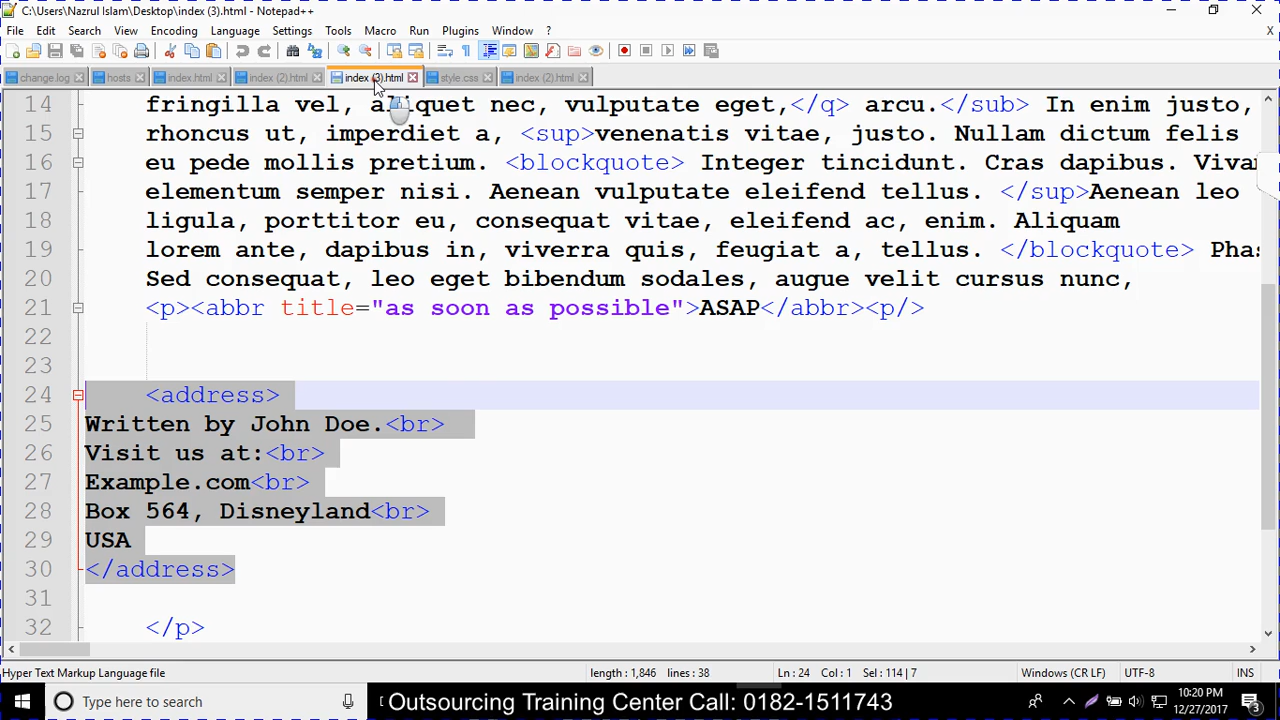 C:\Users\Nazrul Islam\Desktop\index (3).html - Notepad++
File Edit Search View Encoding Language Settings Tools Macro Run Plugins Window ? X
change.log hosts index.html index (2).html index (3).html style.css index (2).html
14 fringilla vel, aliquet nec, vulputate eget,</q> arcu.</sub> In enim justo,
15 rhoncus ut, imperdiet a, <sup>venenatis vitae, justo. Nullam dictum felis
16 eu pede mollis pretium. <blockquote> Integer tincidunt. Cras dapibus. Vivam
17 elementum semper nisi. Aenean vulputate eleifend tellus. </sup>Aenean leo
18 ligula, porttitor eu, consequat vitae, eleifend ac, enim. Aliquam
19 lorem ante, dapibus in, viverra quis, feugiat a, tellus. </blockquote> Phas
20 Sed consequat, leo eget bibendum sodales, augue velit cursus nunc,
21 <p><abbr title="as soon as possible">ASAP</abbr><p/>
22
23
24 <address>
25 Written by John Doe.<br>
26 Visit us at:<br>
27 Example.com<br>
28 Box 564, Disneyland<br>
29 USA
30 </address>
31
32 </p>
Hyper Text Markup Language file length : 1,846 lines : 38 Ln : 24 Col : 1 Sel : 114 | 7 Windows (CR LF) UTF-8 INS
Type here to search [ Outsourcing Training Center Call: 0182-1511743 10:20 PM
12/27/2017 3